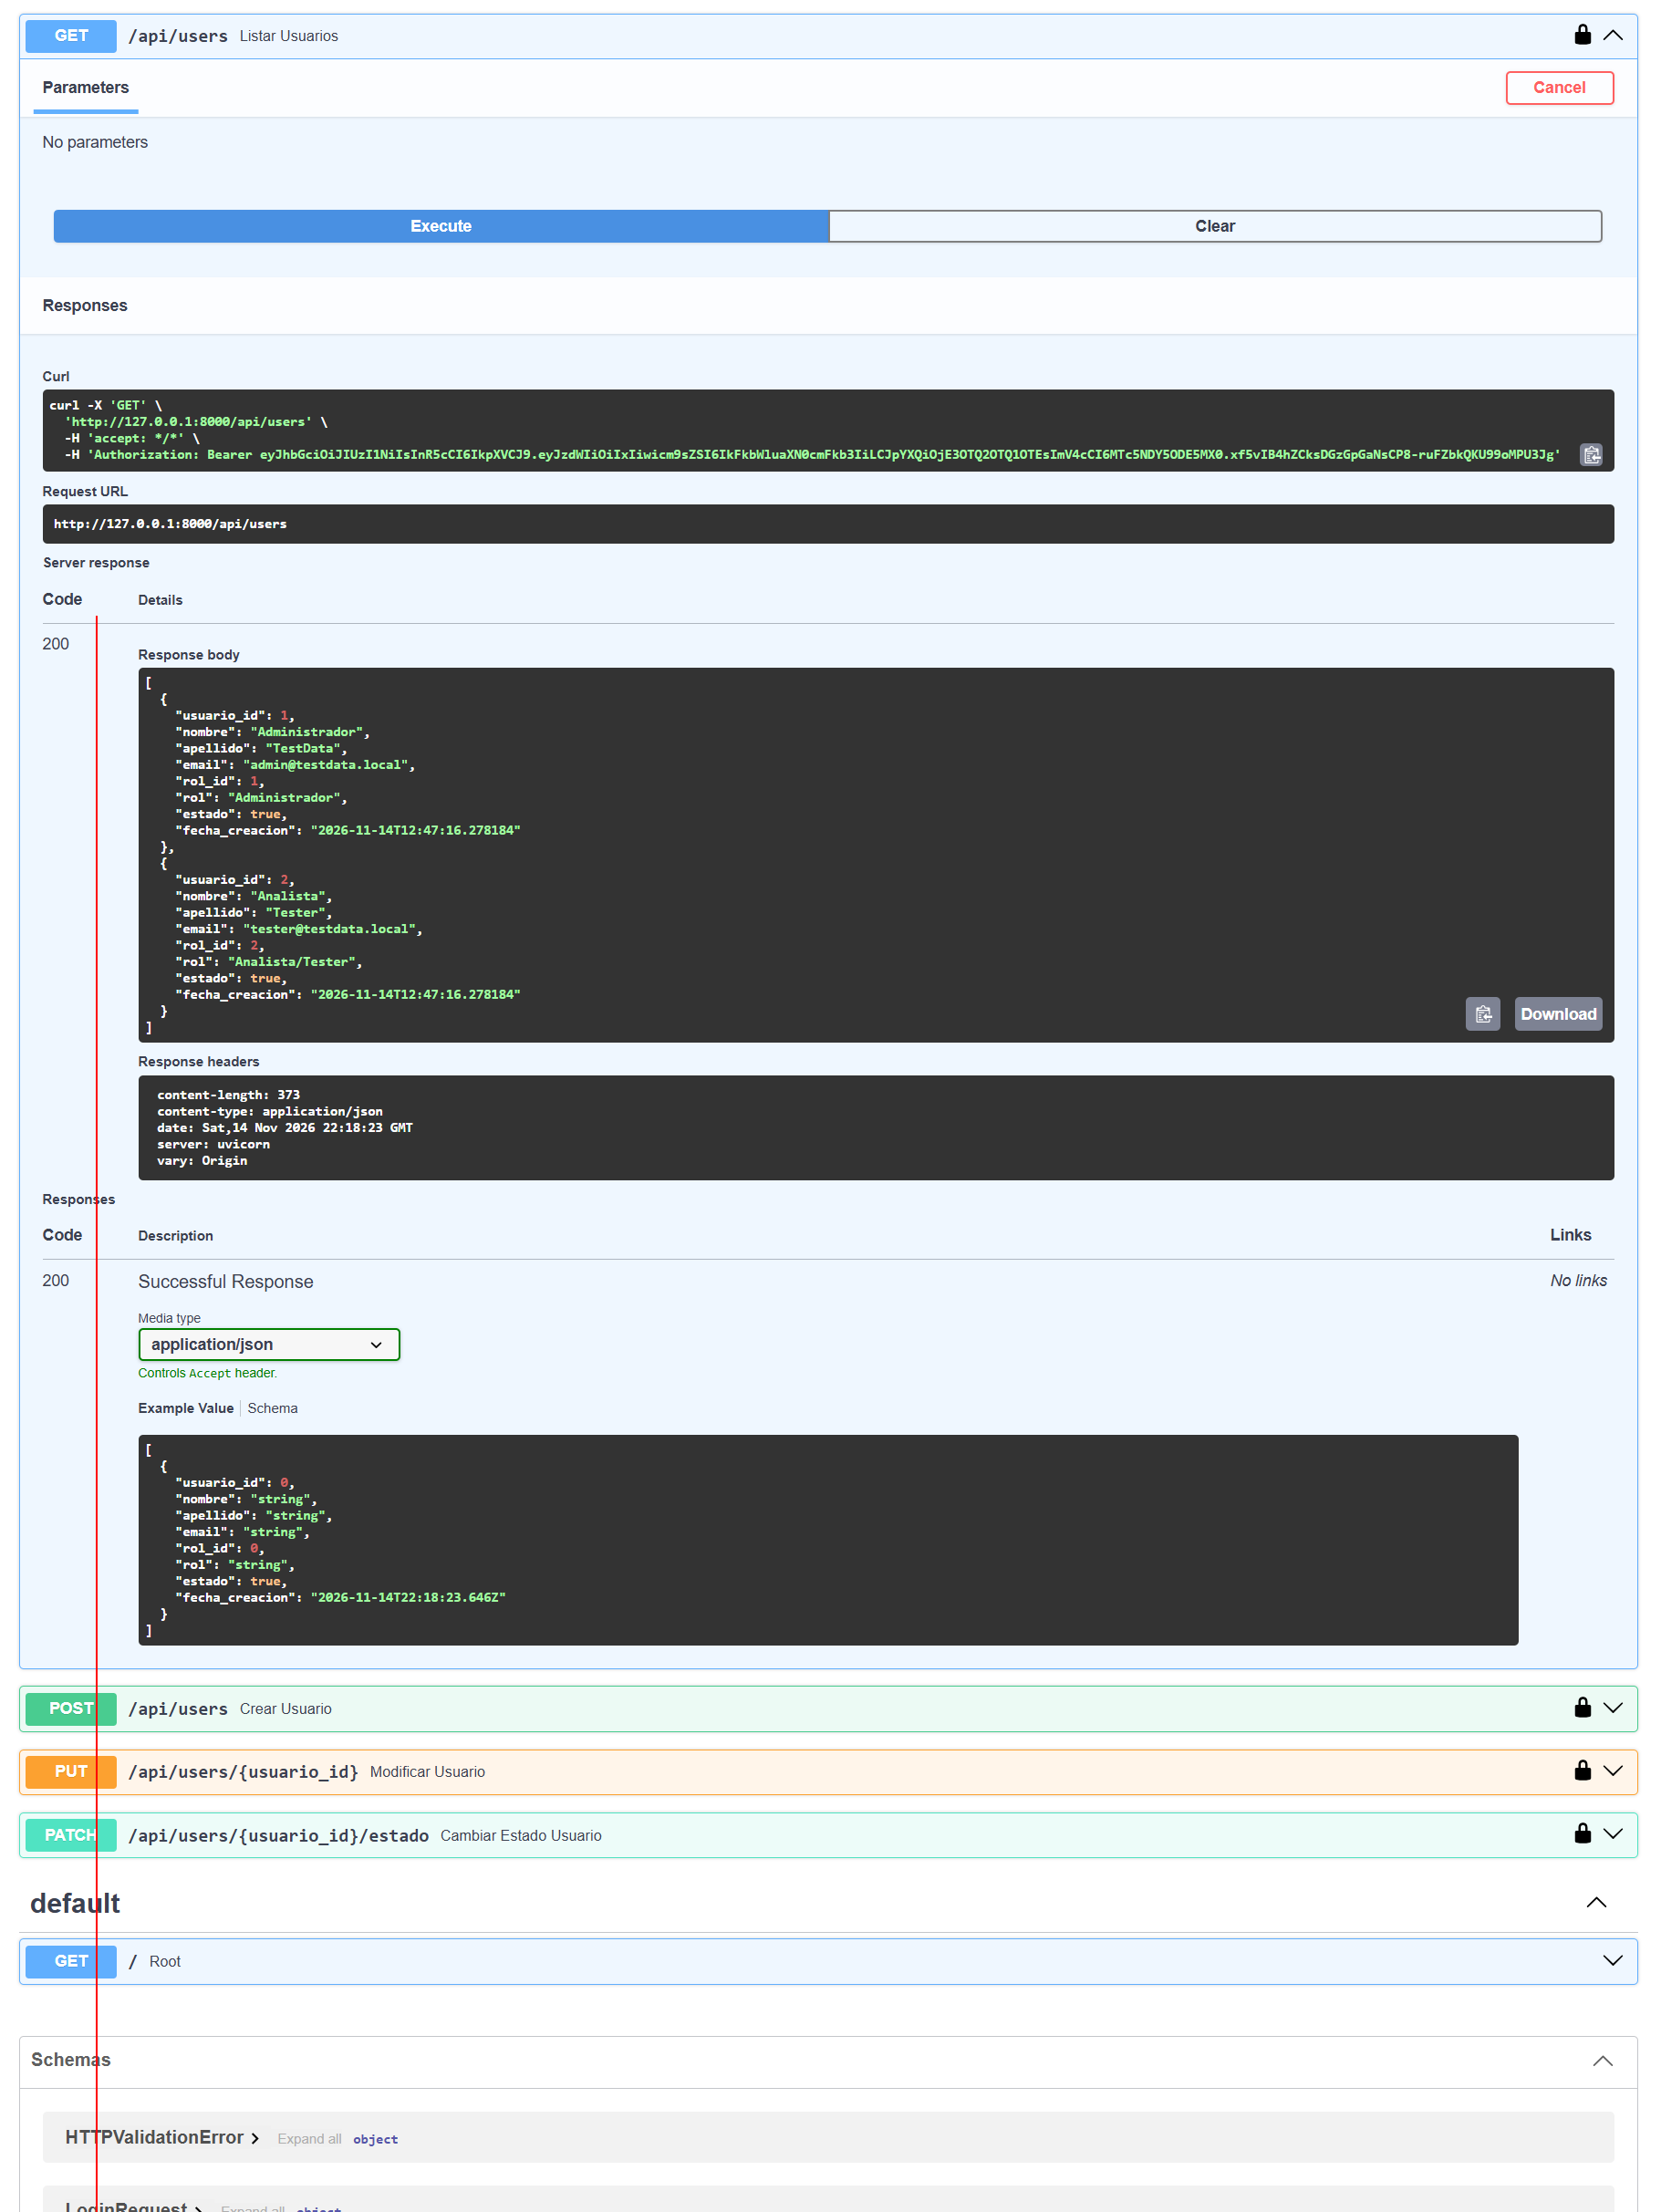 GET /api/users Listar Usuarios
Parameters
Cancel
No parameters
Execute
Clear
Responses
Curl
curl -X 'GET' \
'http://127.0.0.1:8000/api/users' \
-H 'accept: */*' \
-H 'Authorization: Bearer eyJhbGciOiJIUzI1NiIsInR5cCI6IkpXVCJ9.eyJzdWIiOiIxIiwicm9sZSI6IkFkbWluaXN0cmFkb3IiLCJpYXQiOjE3OTQ2OTQ1OTEsImV4cCI6MTc5NDY5ODE5MX0.xf5vIB4hZCksDGzGpGaNsCP8-ruFZbkQKU99oMPU3Jg'
Request URL
http://127.0.0.1:8000/api/users
Server response
Code Details
200
Response body
[
{
"usuario_id": 1,
"nombre": "Administrador",
"apellido": "TestData",
"email": "admin@testdata.local",
"rol_id": 1,
"rol": "Administrador",
"estado": true,
"fecha_creacion": "2026-11-14T12:47:16.278184"
},
{
"usuario_id": 2,
"nombre": "Analista",
"apellido": "Tester",
"email": "tester@testdata.local",
"rol_id": 2,
"rol": "Analista/Tester",
"estado": true,
"fecha_creacion": "2026-11-14T12:47:16.278184"
}
]
Download
Response headers
content-length: 373
content-type: application/json
date: Sat,14 Nov 2026 22:18:23 GMT
server: uvicorn
vary: Origin
Responses
Code Description Links
200 Successful Response No links
Media type
application/json
Controls Accept header.
Example Value Schema
[
{
"usuario_id": 0,
"nombre": "string",
"apellido": "string",
"email": "string",
"rol_id": 0,
"rol": "string",
"estado": true,
"fecha_creacion": "2026-11-14T22:18:23.646Z"
}
]
POST /api/users Crear Usuario
PUT /api/users/{usuario_id} Modificar Usuario
PATCH /api/users/{usuario_id}/estado Cambiar Estado Usuario
default
GET / Root
Schemas
HTTPValidationError Expand all object
LoginRequest Expand all object